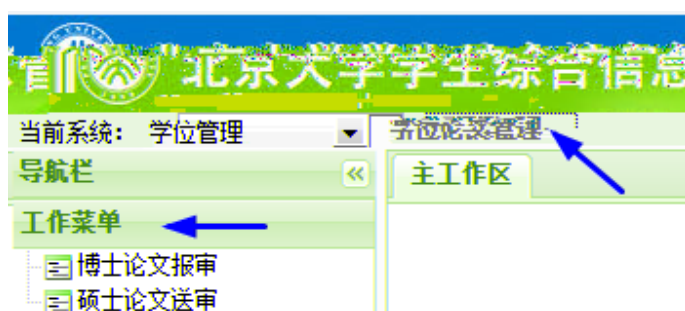 北京大学学生综合信息
当前系统： 学位管理
学位论文管理
导航栏
主工作区
工作菜单
博士论文报审
硕士论文送审